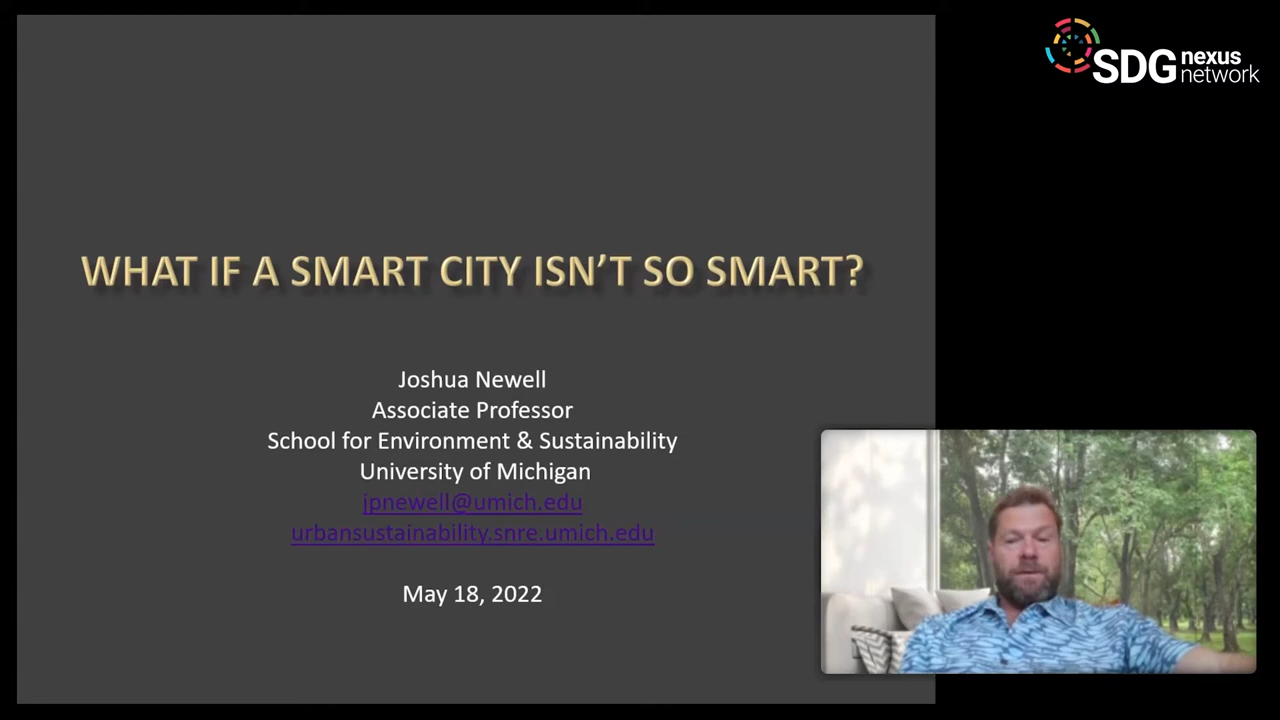 SDG nexus
network
WHAT IF A SMART CITY ISN'T SO SMART?
Joshua Newell
Associate Professor
School for Environment & Sustainability
University of Michigan
jpnewell@umich.edu
urbansustainability.snre.umich.edu
May 18, 2022